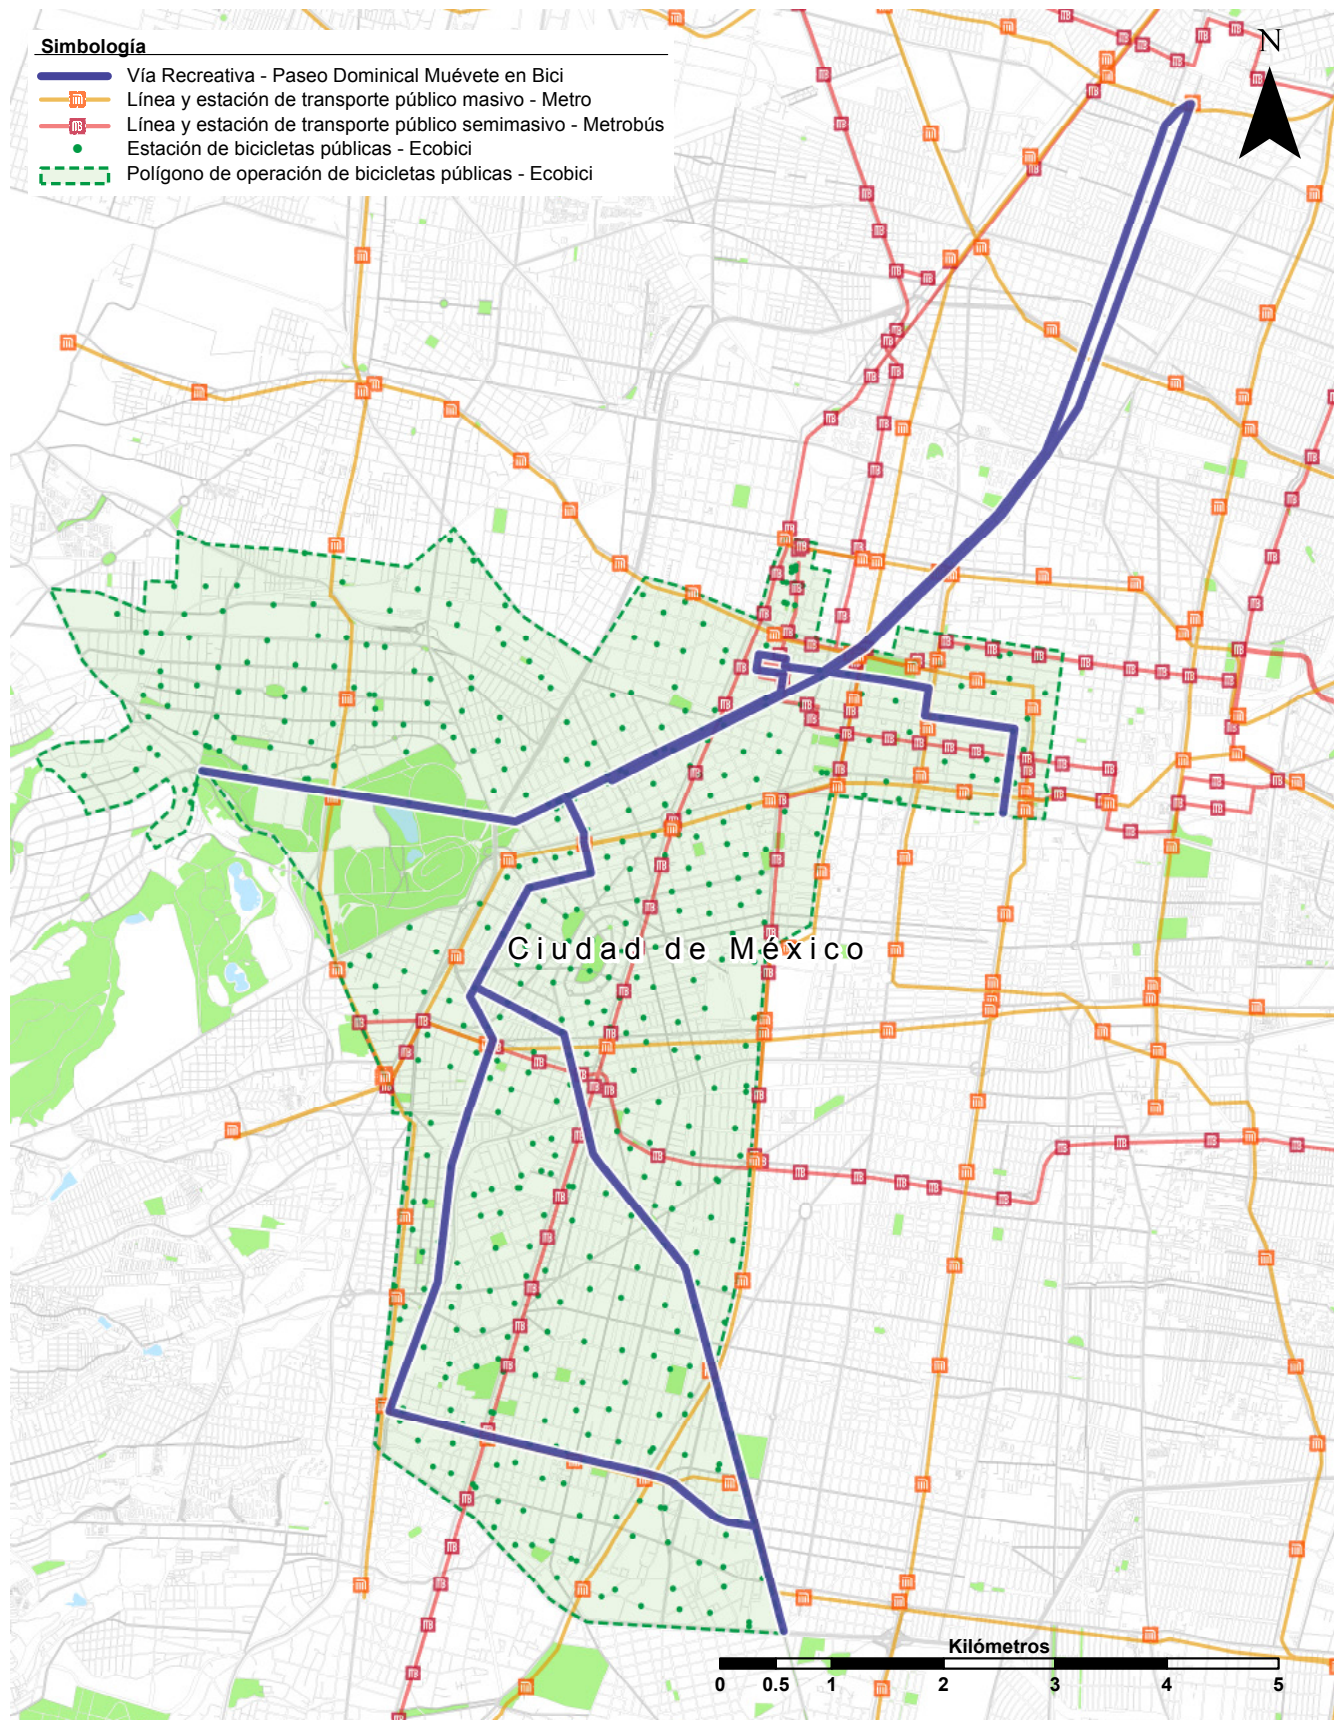 Simbología
Vía Recreativa - Paseo Dominical Muévete en Bici
Línea y estación de transporte público masivo - Metro
Línea y estación de transporte público semimasivo - Metrobús
Estación de bicicletas públicas - Ecobici
Polígono de operación de bicicletas públicas - Ecobici
N
Ciudad de México
Kilómetros
0 0.5 1 2 3 4 5